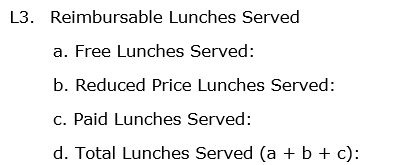 L3. Reimbursable Lunches Served
a. Free Lunches Served:
b. Reduced Price Lunches Served:
c. Paid Lunches Served:
d. Total Lunches Served (a + b + c):